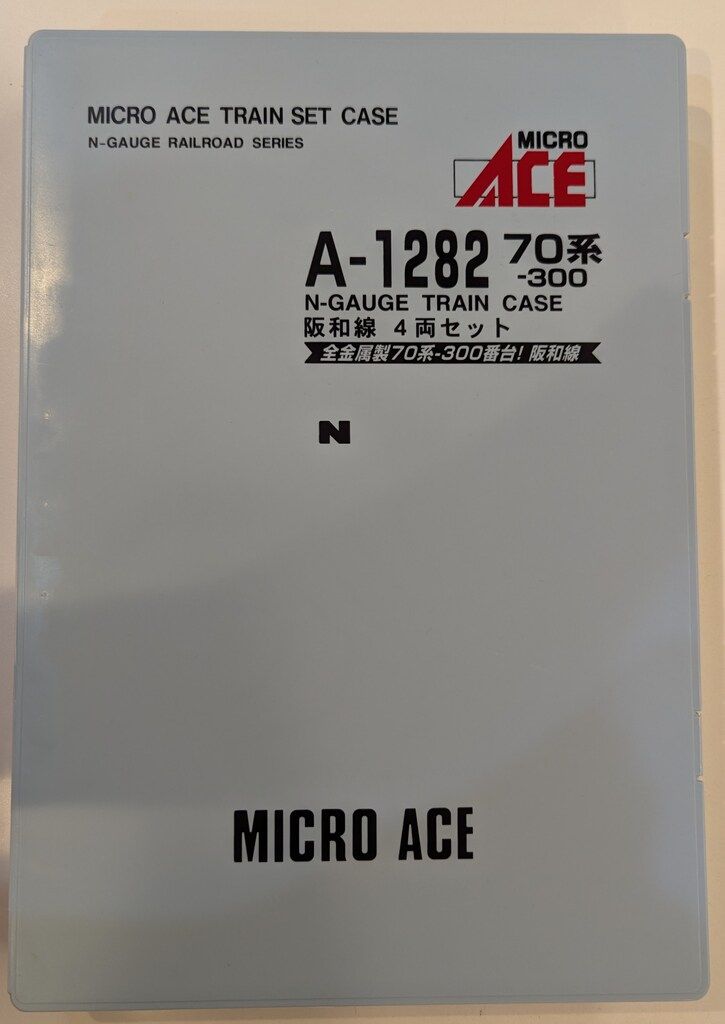 MICRO ACE TRAIN SET CASE
N-GAUGE RAILROAD SERIES
MICRO
ACE
A-1282 70系
-300
N-GAUGE TRAIN CASE
阪和線 4両セット
全金属製70系-300番台! 阪和線
N
MICRO ACE